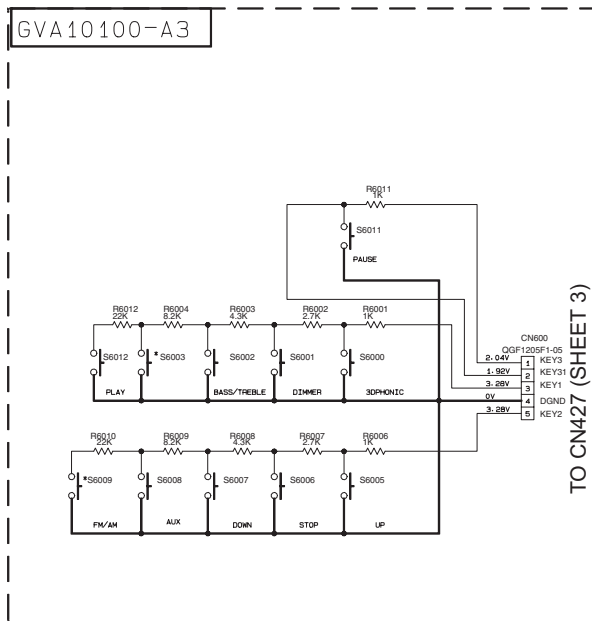 GVA10100-A3
R6011
1K
S6011
PAUSE
R6012
22K
R6004
8.2K
R6003
4.3K
R6002
2.7K
R6001
1K
S6012
*S6003
S6002
S6001
S6000
PLAY
BASS/TREBLE
DIMMER
3DPHONIC
CN600
QGF1205F1-05
2.04V
1
KEY3
1.92V
2
KEY31
3.28V
3
KEY1
0V
4
DGND
3.28V
5
KEY2
TO CN427 (SHEET 3)
R6010
22K
R6009
8.2K
R6008
4.3K
R6007
2.7K
R6006
1K
*S6009
S6008
S6007
S6006
S6005
FM/AM
AUX
DOWN
STOP
UP